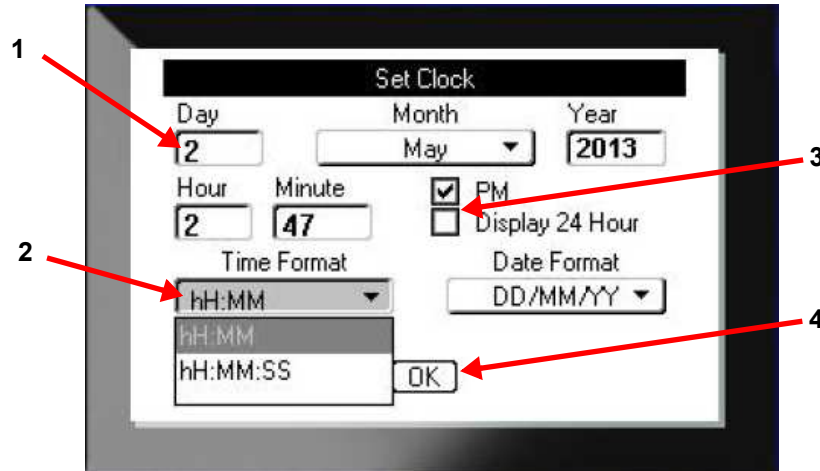 1
Set Clock
Day Month Year
2 May 2013
3
Hour Minute PM
2 47 Display 24 Hour
2
Time Format Date Format
hH:MM DD/MM/YY
4
hH:MM
hH:MM:SS OK